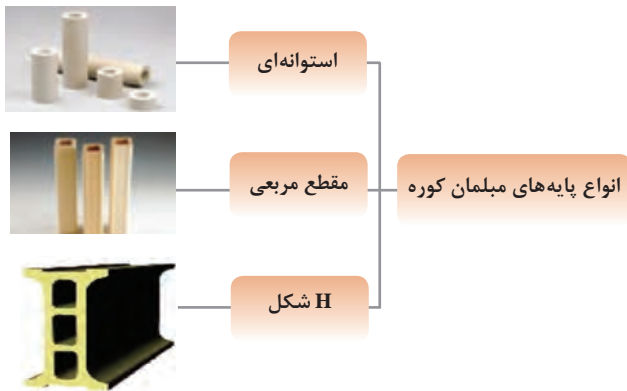 انواع پایه‌های مبلمان کوره
استوانه‌ای
مقطع مربعی
H شکل